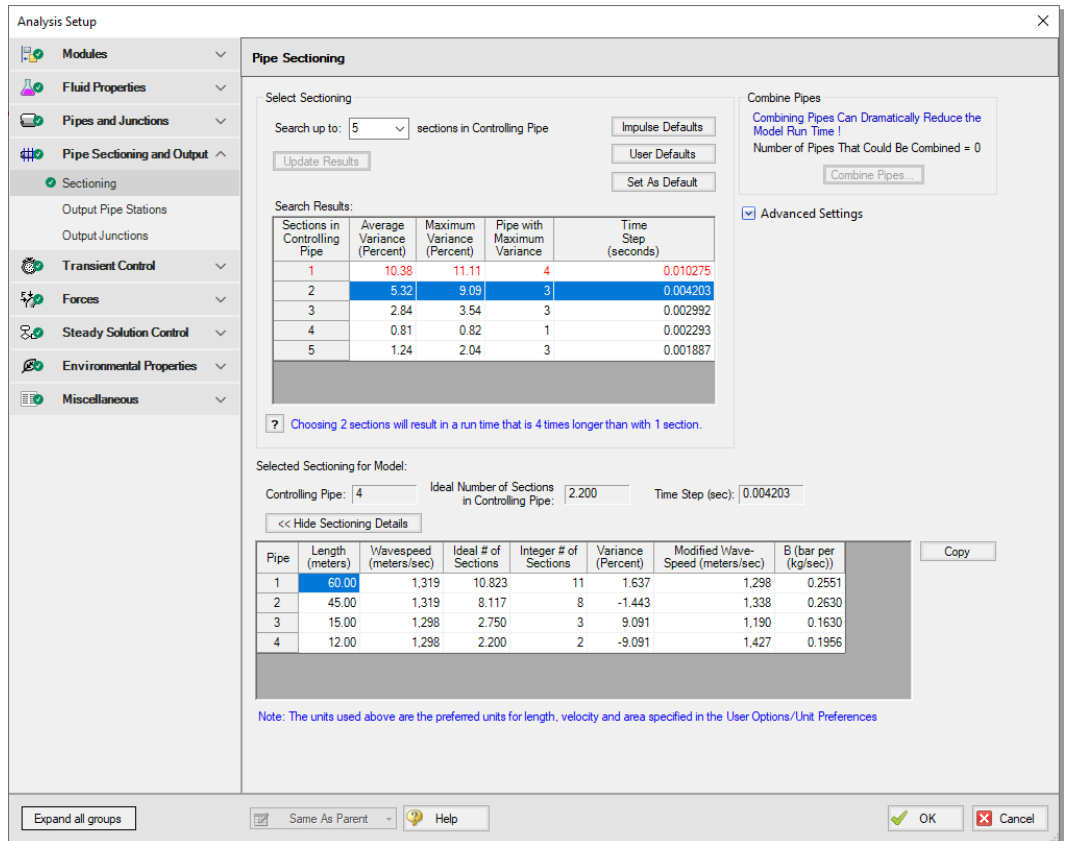 Analysis Setup
Modules
Fluid Properties
Pipes and Junctions
Pipe Sectioning and Output
Sectioning
Output Pipe Stations
Output Junctions
Transient Control
Forces
Steady Solution Control
Environmental Properties
Miscellaneous
Pipe Sectioning
Select Sectioning
Search up to: 5 sections in Controlling Pipe
Update Results
Impulse Defaults
User Defaults
Set As Default
Search Results:
Sections in Controlling Pipe Average Variance (Percent) Maximum Variance (Percent) Pipe with Maximum Variance Time Step (seconds)
1 10.38 11.11 4 0.010275
2 5.32 9.09 3 0.004203
3 2.84 3.54 3 0.002992
4 0.81 0.82 1 0.002293
5 1.24 2.04 3 0.001887
? Choosing 2 sections will result in a run time that is 4 times longer than with 1 section.
Combine Pipes
Combining Pipes Can Dramatically Reduce the
Model Run Time !
Number of Pipes That Could Be Combined = 0
Combine Pipes...
Advanced Settings
Selected Sectioning for Model:
Controlling Pipe: 4 Ideal Number of Sections in Controlling Pipe: 2.200 Time Step (sec): 0.004203
<< Hide Sectioning Details
Pipe Length (meters) Wavespeed (meters/sec) Ideal # of Sections Integer # of Sections Variance (Percent) Modified Wave-Speed (meters/sec) B (bar per (kg/sec))
1 60.00 1,319 10.823 11 1.637 1,298 0.2551
2 45.00 1,319 8.117 8 -1.443 1,338 0.2630
3 15.00 1,298 2.750 3 9.091 1,190 0.1630
4 12.00 1,298 2.200 2 -9.091 1,427 0.1956
Copy
Note: The units used above are the preferred units for length, velocity and area specified in the User Options/Unit Preferences
Expand all groups
Same As Parent
Help
OK
Cancel